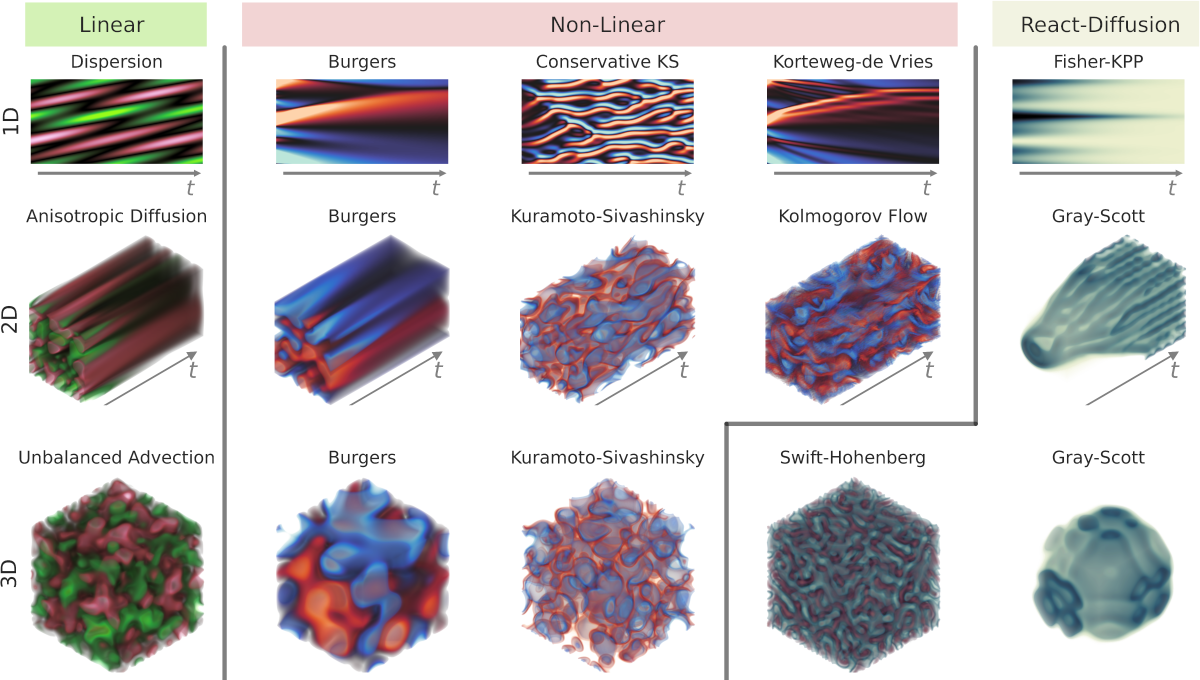 Linear
Non-Linear
React-Diffusion
Dispersion
Burgers
Conservative KS
Korteweg-de Vries
Fisher-KPP
1D
t
t
t
t
t
Anisotropic Diffusion
Burgers
Kuramoto-Sivashinsky
Kolmogorov Flow
Gray-Scott
2D
t
t
t
t
t
Unbalanced Advection
Burgers
Kuramoto-Sivashinsky
Swift-Hohenberg
Gray-Scott
3D